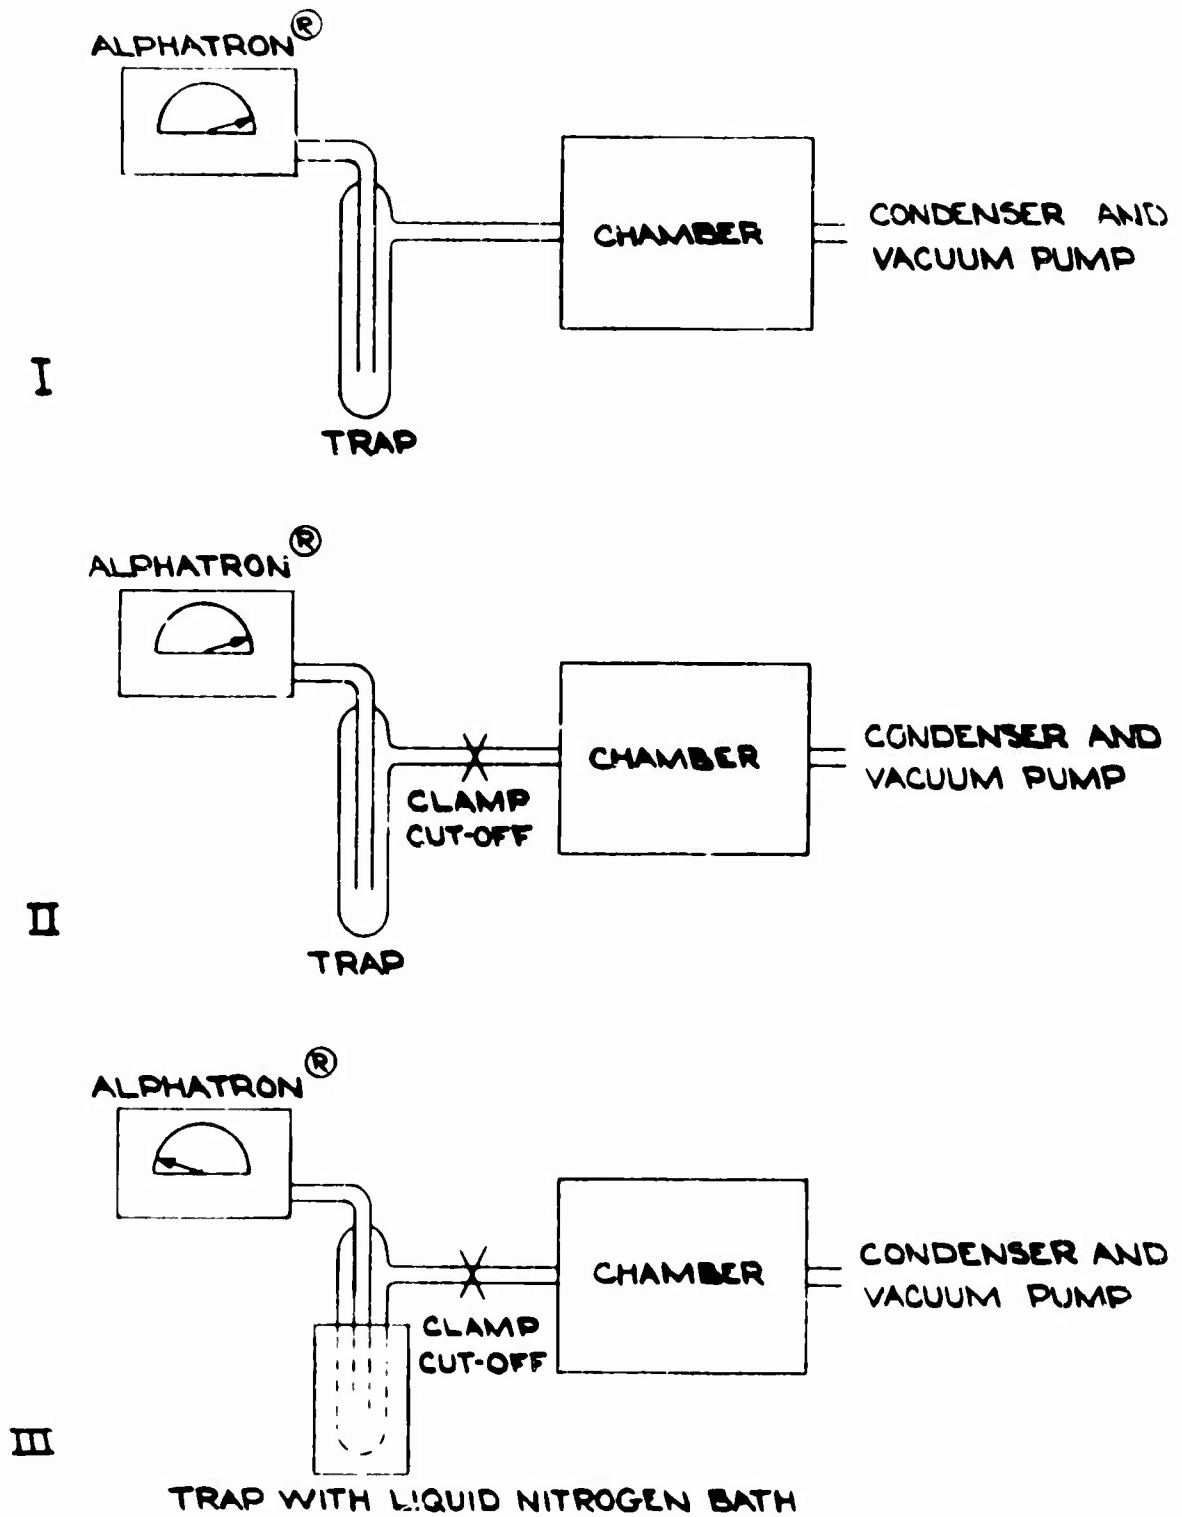 ALPHATRON®
CHAMBER
CONDENSER AND
VACUUM PUMP
I
TRAP
ALPHATRON®
CHAMBER
CONDENSER AND
VACUUM PUMP
CLAMP
CUT-OFF
II
TRAP
ALPHATRON®
CHAMBER
CONDENSER AND
VACUUM PUMP
CLAMP
CUT-OFF
III
TRAP WITH LIQUID NITROGEN BATH